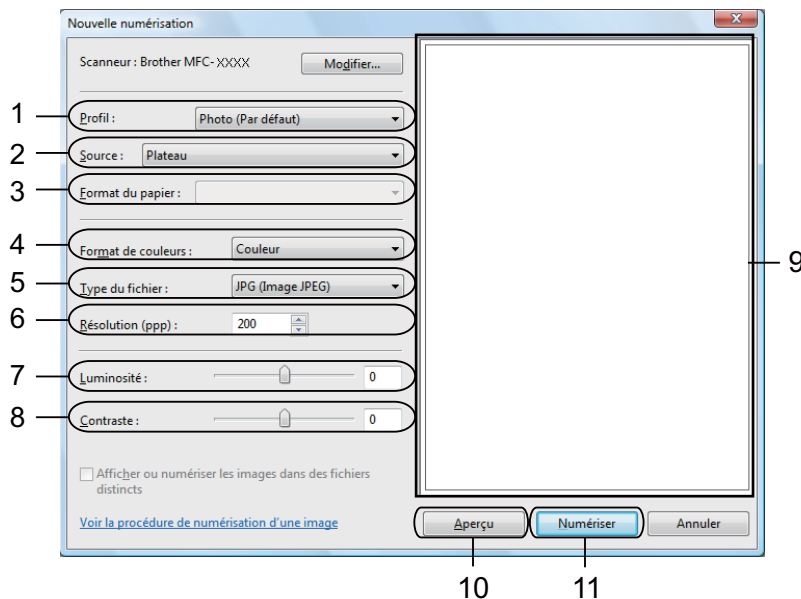 Nouvelle numérisation
Scanneur : Brother MFC-XXXX
Modifier...
1
Profil :
Photo (Par défaut)
2
Source :
Plateau
3
Format du papier :
4
Format de couleurs :
Couleur
5
Type du fichier :
JPG (Image JPEG)
6
Résolution (ppp) :
200
7
Luminosité :
0
8
Contraste :
0
9
Afficher ou numériser les images dans des fichiers
distincts
Voir la procédure de numérisation d'une image
Aperçu
Numériser
Annuler
10
11